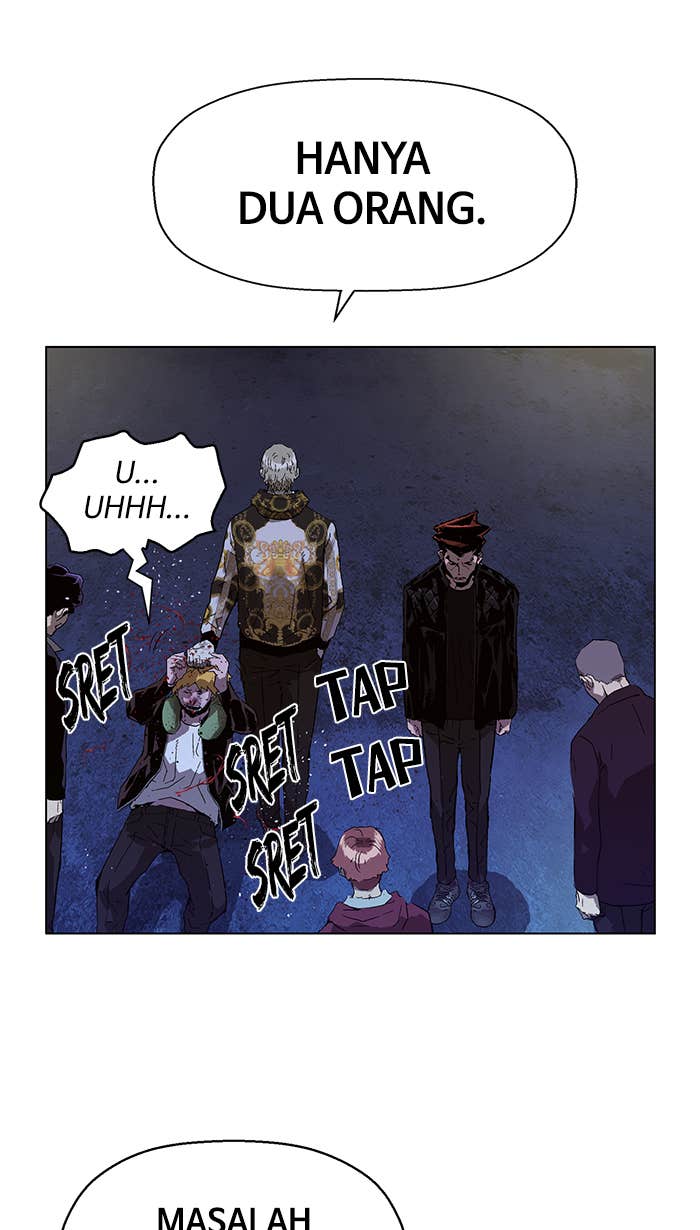 HANYA
DUA ORANG.
U...
UHHH...
SRET
TAP
SRET
TAP
SRET
MASALAH